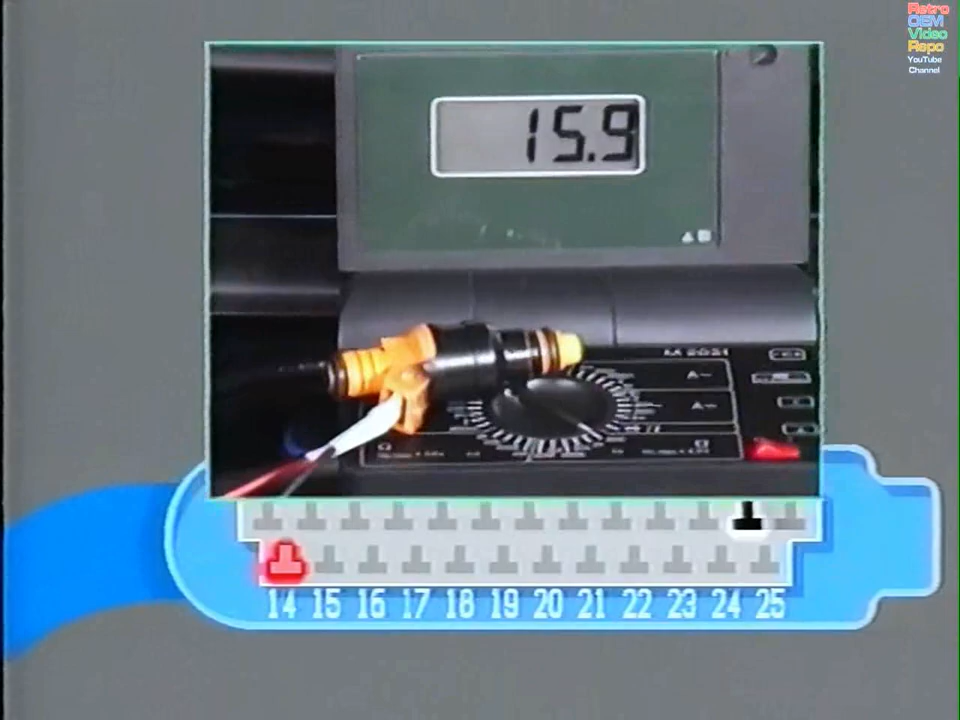 Retro
OEM
Video
Repo
YouTube
Channel
15.9
M 2031
A
A
Ω
Ω
14 15 16 17 18 19 20 21 22 23 24 25